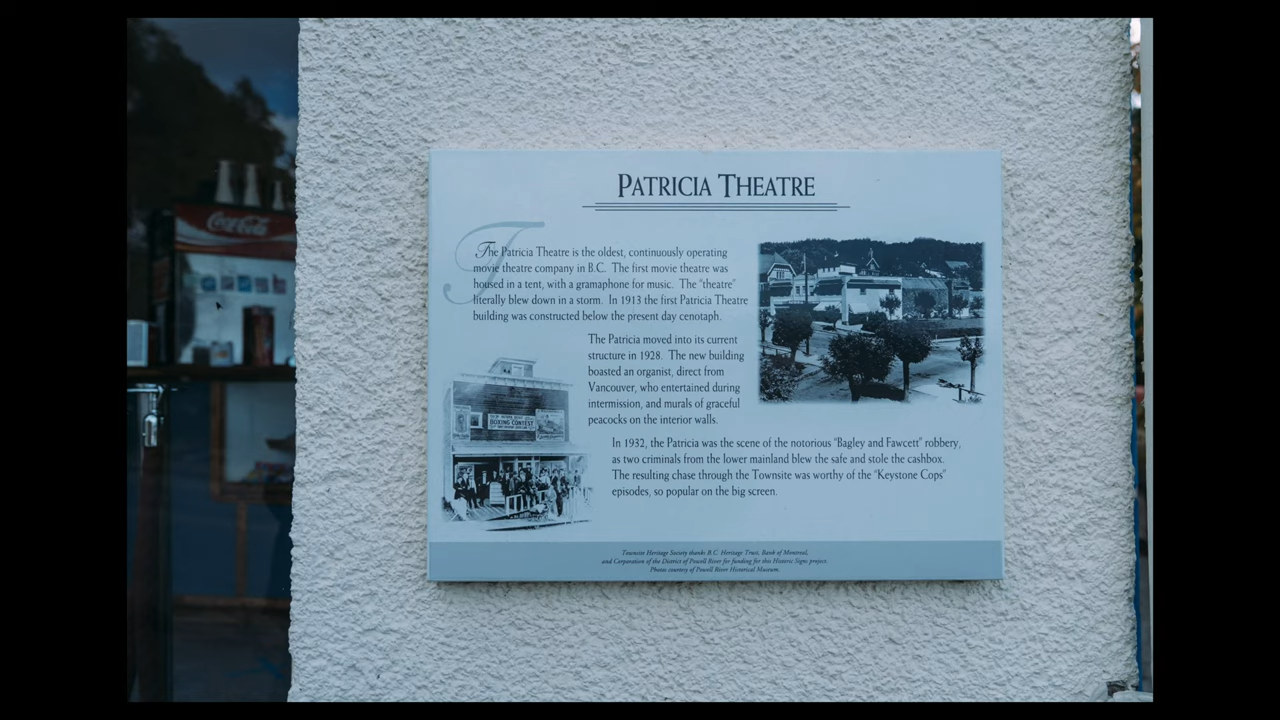 Coca-Cola
PATRICIA THEATRE
The Patricia Theatre is the oldest, continuously operating
movie theatre company in B.C. The first movie theatre was
housed in a tent, with a gramaphone for music. The "theatre"
literally blew down in a storm. In 1913 the first Patricia Theatre
building was constructed below the present day cenotaph.
The Patricia moved into its current
structure in 1928. The new building
boasted an organist, direct from
Vancouver, who entertained during
intermission, and murals of graceful
peacocks on the interior walls.
BOXING CONTEST
In 1932, the Patricia was the scene of the notorious "Bagley and Fawcett" robbery,
as two criminals from the lower mainland blew the safe and stole the cashbox.
The resulting chase through the Townsite was worthy of the "Keystone Cops"
episodes, so popular on the big screen.
Townsite Heritage Society thanks B.C. Heritage Trust, Bank of Montreal,
and Corporation of the District of Powell River for funding for this Historic Signs project.
Photos courtesy of Powell River Historical Museum.